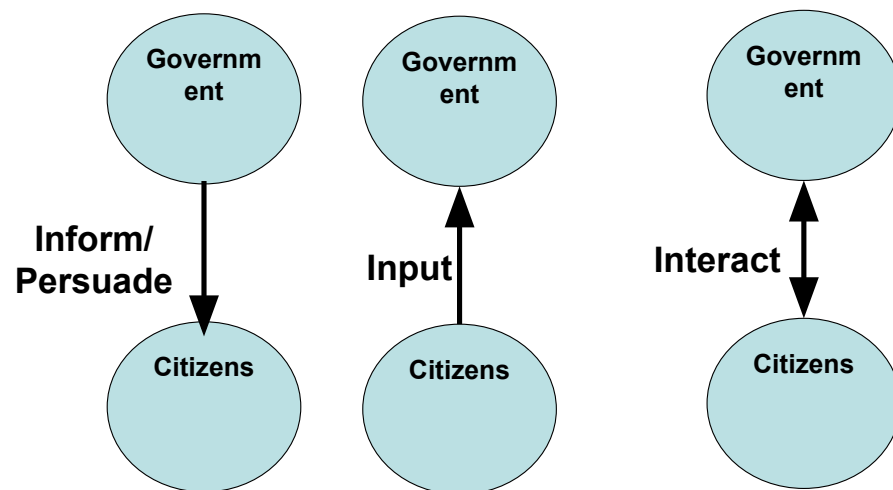 Governm
ent
Inform/
Persuade
Citizens
Governm
ent
Input
Citizens
Governm
ent
Interact
Citizens